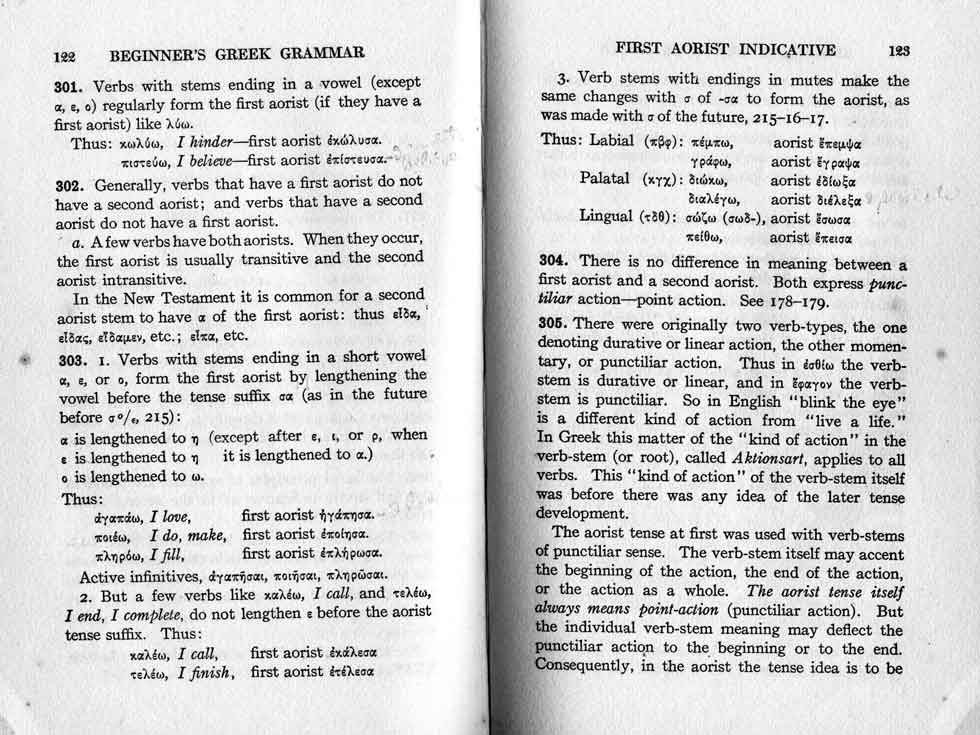 122 BEGINNER'S GREEK GRAMMAR
301. Verbs with stems ending in a vowel (except
α, ε, ο) regularly form the first aorist (if they have a
first aorist) like λύω.
Thus: κωλύω, I hinder—first aorist ἐκώλυσα.
πιστεύω, I believe—first aorist ἐπίστευσα.
302. Generally, verbs that have a first aorist do not
have a second aorist; and verbs that have a second
aorist do not have a first aorist.
a. A few verbs have both aorists. When they occur,
the first aorist is usually transitive and the second
aorist intransitive.
In the New Testament it is common for a second
aorist stem to have α of the first aorist: thus εἶδα,
εἶδας, εἴδαμεν, etc.; εἶπα, etc.
303. 1. Verbs with stems ending in a short vowel
α, ε, or ο, form the first aorist by lengthening the
vowel before the tense suffix σα (as in the future
before σο/ε, 215):
α is lengthened to η (except after ε, ι, or ρ, when
ε is lengthened to η it is lengthened to α.)
ο is lengthened to ω.
Thus:
ἀγαπάω, I love, first aorist ἠγάπησα.
ποιέω, I do, make, first aorist ἐποίησα.
πληρόω, I fill, first aorist ἐπλήρωσα.
Active infinitives, ἀγαπῆσαι, ποιῆσαι, πληρῶσαι.
2. But a few verbs like καλέω, I call, and τελέω,
I end, I complete, do not lengthen ε before the aorist
tense suffix. Thus:
καλέω, I call, first aorist ἐκάλεσα
τελέω, I finish, first aorist ἐτέλεσα
FIRST AORIST INDICATIVE 123
3. Verb stems with endings in mutes make the
same changes with σ of -σα to form the aorist, as
was made with σ of the future, 215-16-17.
Thus: Labial (πβφ): πέμπω, aorist ἔπεμψα
γράφω, aorist ἔγραψα
Palatal (κγχ): διώκω, aorist ἐδίωξα
διαλέγω, aorist διέλεξα
Lingual (τδθ): σώζω (σωδ-), aorist ἔσωσα
πείθω, aorist ἔπεισα
304. There is no difference in meaning between a
first aorist and a second aorist. Both express punc-
tiliar action—point action. See 178-179.
305. There were originally two verb-types, the one
denoting durative or linear action, the other momen-
tary, or punctiliar action. Thus in ἐσθίω the verb-
stem is durative or linear, and in ἔφαγον the verb-
stem is punctiliar. So in English "blink the eye"
is a different kind of action from "live a life."
In Greek this matter of the "kind of action" in the
verb-stem (or root), called Aktionsart, applies to all
verbs. This "kind of action" of the verb-stem itself
was before there was any idea of the later tense
development.
The aorist tense at first was used with verb-stems
of punctiliar sense. The verb-stem itself may accent
the beginning of the action, the end of the action,
or the action as a whole. The aorist tense itself
always means point-action (punctiliar action). But
the individual verb-stem meaning may deflect the
punctiliar action to the beginning or to the end.
Consequently, in the aorist the tense idea is to be